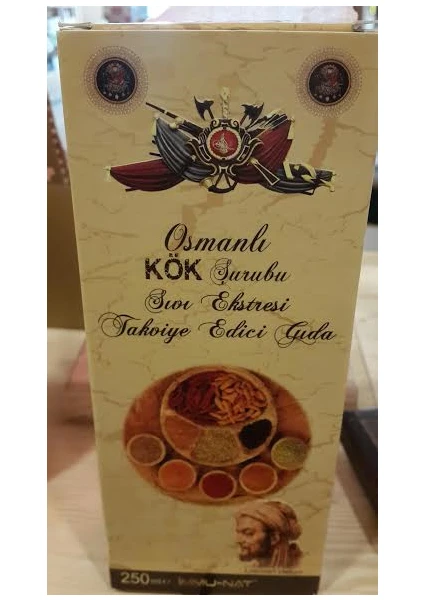 Osmanlı
KÖK Şurubu
Sıvı Ekstresi
Takviye Edici Gıda
250